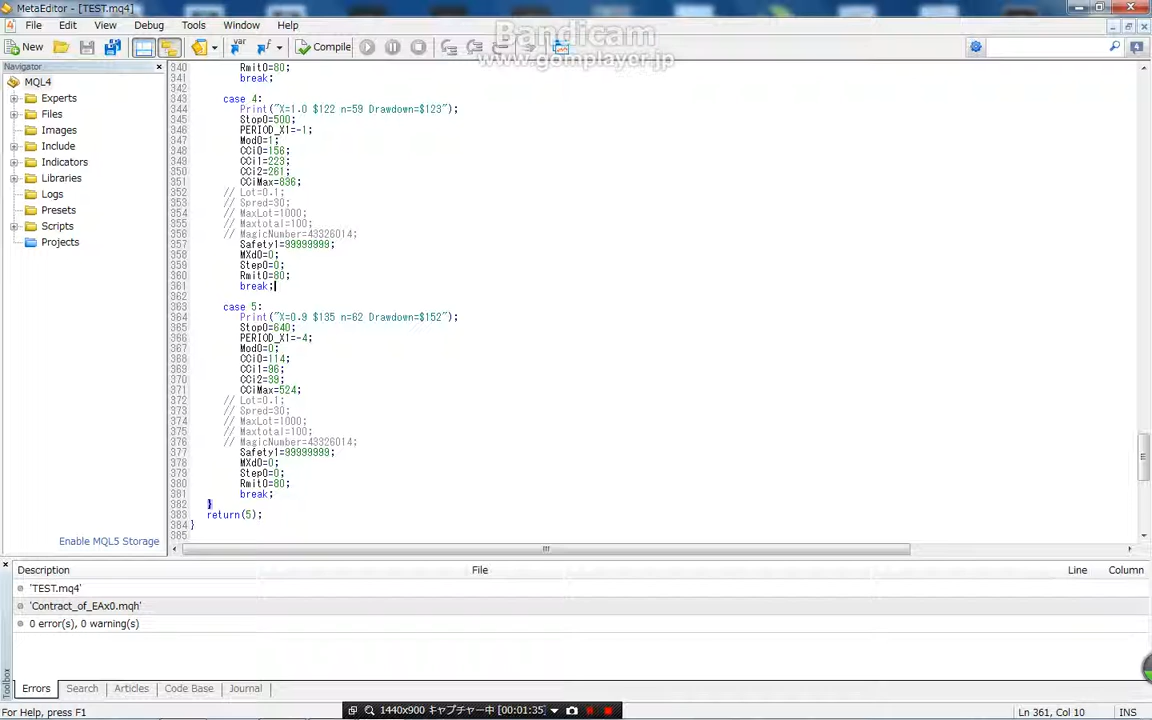 MetaEditor - [TEST.mq4]
File Edit View Tools Debug Window Help
Bandicam
www.gomplayer.jp
New Compile
Navigator
MQL4
Experts
Files
Images
Include
Indicators
Libraries
Logs
Presets
Scripts
Projects
Enable MQL5 Storage
340 Rmit0=80;
341 break;
342
343 case 4:
344 Print("X=1.0 $122 n=59 Drawdown=$123");
345 Stop0=500;
346 PERIOD_X1=-1;
347 Mod0=1;
348 CCi0=156;
349 CCi1=223;
350 CCi2=261;
351 CCiMax=836;
352 // Lot=0.1;
353 // Spred=30;
354 // MaxLot=1000;
355 // Maxtotal=100;
356 // MagicNumber=43326014;
357 Safety1=99999999;
358 MXd0=0;
359 Step0=0;
360 Rmit0=80;
361 break;
362
363 case 5:
364 Print("X=0.9 $135 n=62 Drawdown=$152");
365 Stop0=640;
366 PERIOD_X1=-4;
367 Mod0=0;
368 CCi0=114;
369 CCi1=96;
370 CCi2=39;
371 CCiMax=524;
372 // Lot=0.1;
373 // Spred=30;
374 // MaxLot=1000;
375 // Maxtotal=100;
376 // MagicNumber=43326014;
377 Safety1=99999999;
378 MXd0=0;
379 Step0=0;
380 Rmit0=80;
381 break;
382 }
383 return(5);
384 }
385
Description File Line Column
'TEST.mq4'
'Contract_of_EAx0.mqh'
0 error(s), 0 warning(s)
Toolbox
Errors Search Articles Code Base Journal
For Help, press F1
1440x900 キャプチャー中 [00:01:35]
Ln 361, Col 10 INS